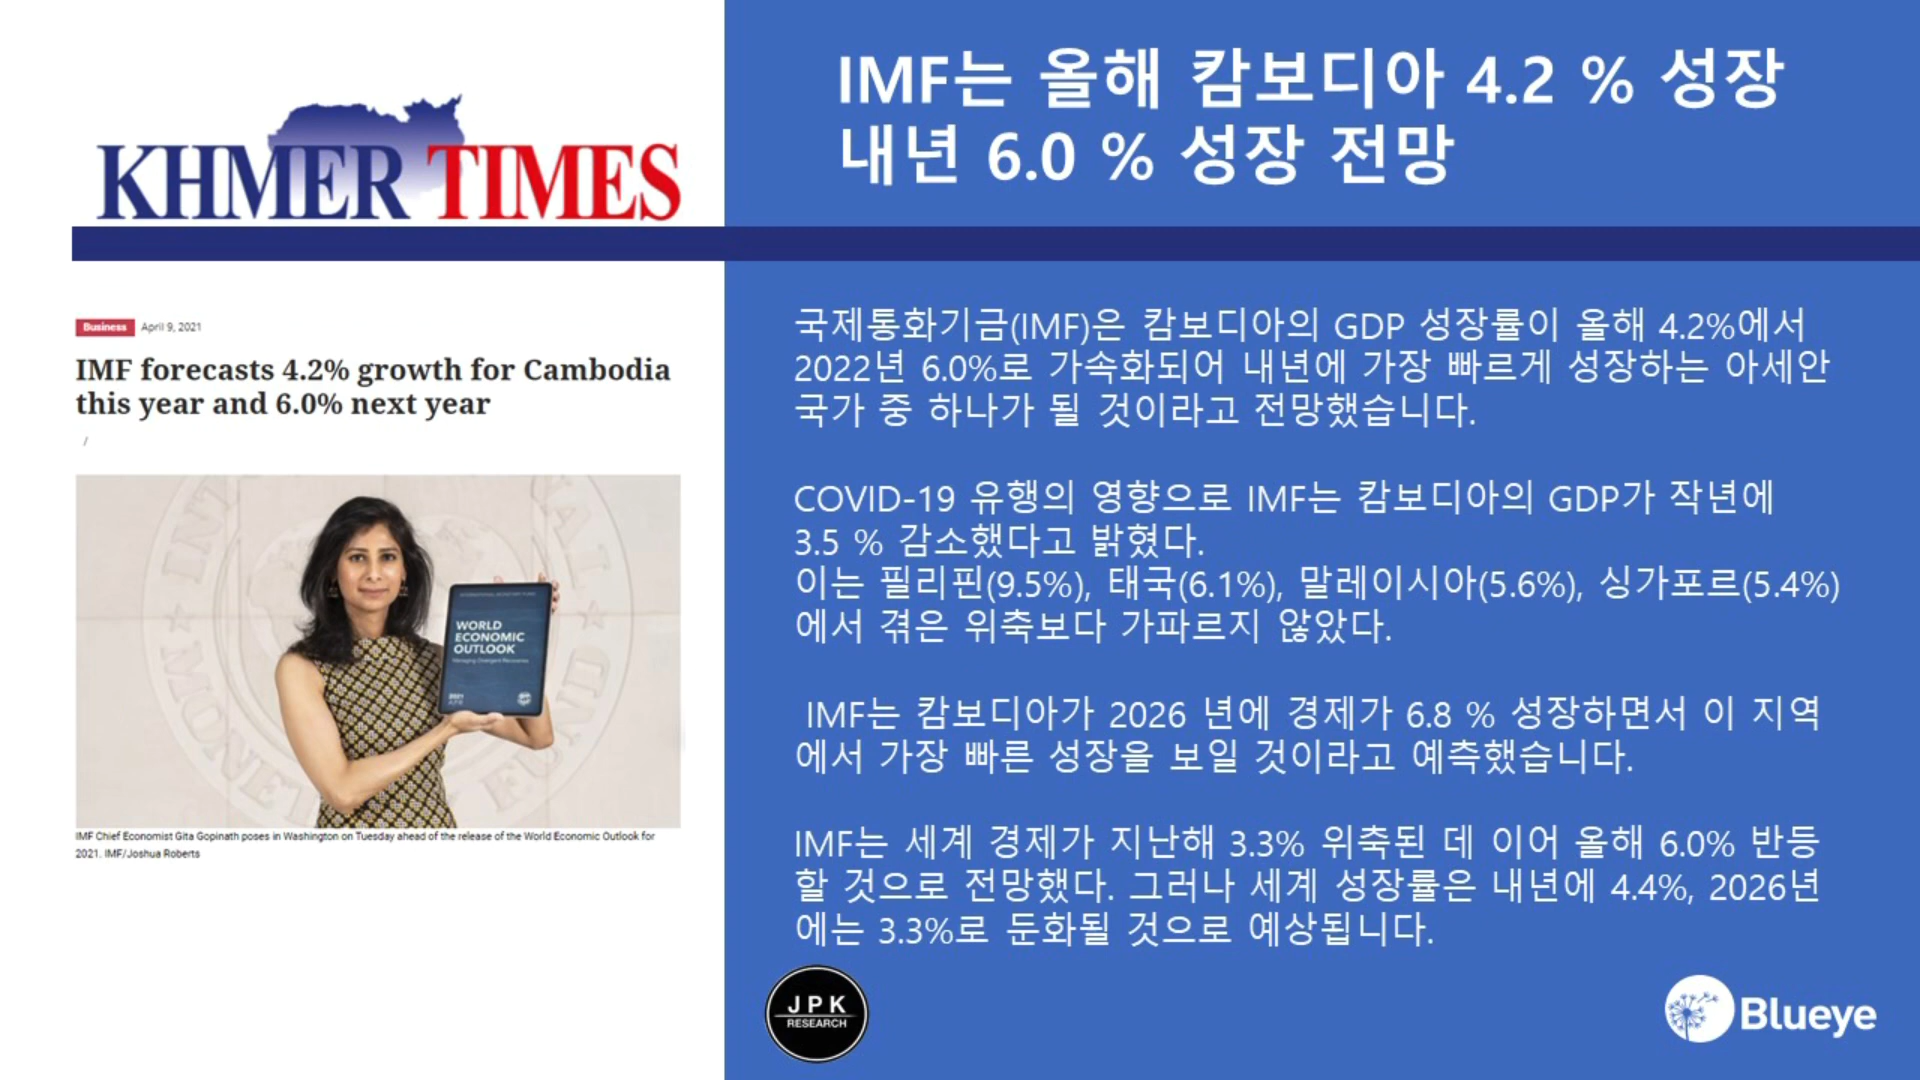 KHMER TIMES
IMF는 올해 캄보디아 4.2 % 성장
내년 6.0 % 성장 전망
Business April 9, 2021
IMF forecasts 4.2% growth for Cambodia
this year and 6.0% next year
/
WORLD
ECONOMIC
OUTLOOK
Managing Divergent Recoveries
2021
APR
IMF Chief Economist Gita Gopinath poses in Washington on Tuesday ahead of the release of the World Economic Outlook for
2021. IMF/Joshua Roberts
국제통화기금(IMF)은 캄보디아의 GDP 성장률이 올해 4.2%에서
2022년 6.0%로 가속화되어 내년에 가장 빠르게 성장하는 아세안
국가 중 하나가 될 것이라고 전망했습니다.
COVID-19 유행의 영향으로 IMF는 캄보디아의 GDP가 작년에
3.5 % 감소했다고 밝혔다.
이는 필리핀(9.5%), 태국(6.1%), 말레이시아(5.6%), 싱가포르(5.4%)
에서 겪은 위축보다 가파르지 않았다.
IMF는 캄보디아가 2026 년에 경제가 6.8 % 성장하면서 이 지역
에서 가장 빠른 성장을 보일 것이라고 예측했습니다.
IMF는 세계 경제가 지난해 3.3% 위축된 데 이어 올해 6.0% 반등
할 것으로 전망했다. 그러나 세계 성장률은 내년에 4.4%, 2026년
에는 3.3%로 둔화될 것으로 예상됩니다.
JPK
RESEARCH
Blueye